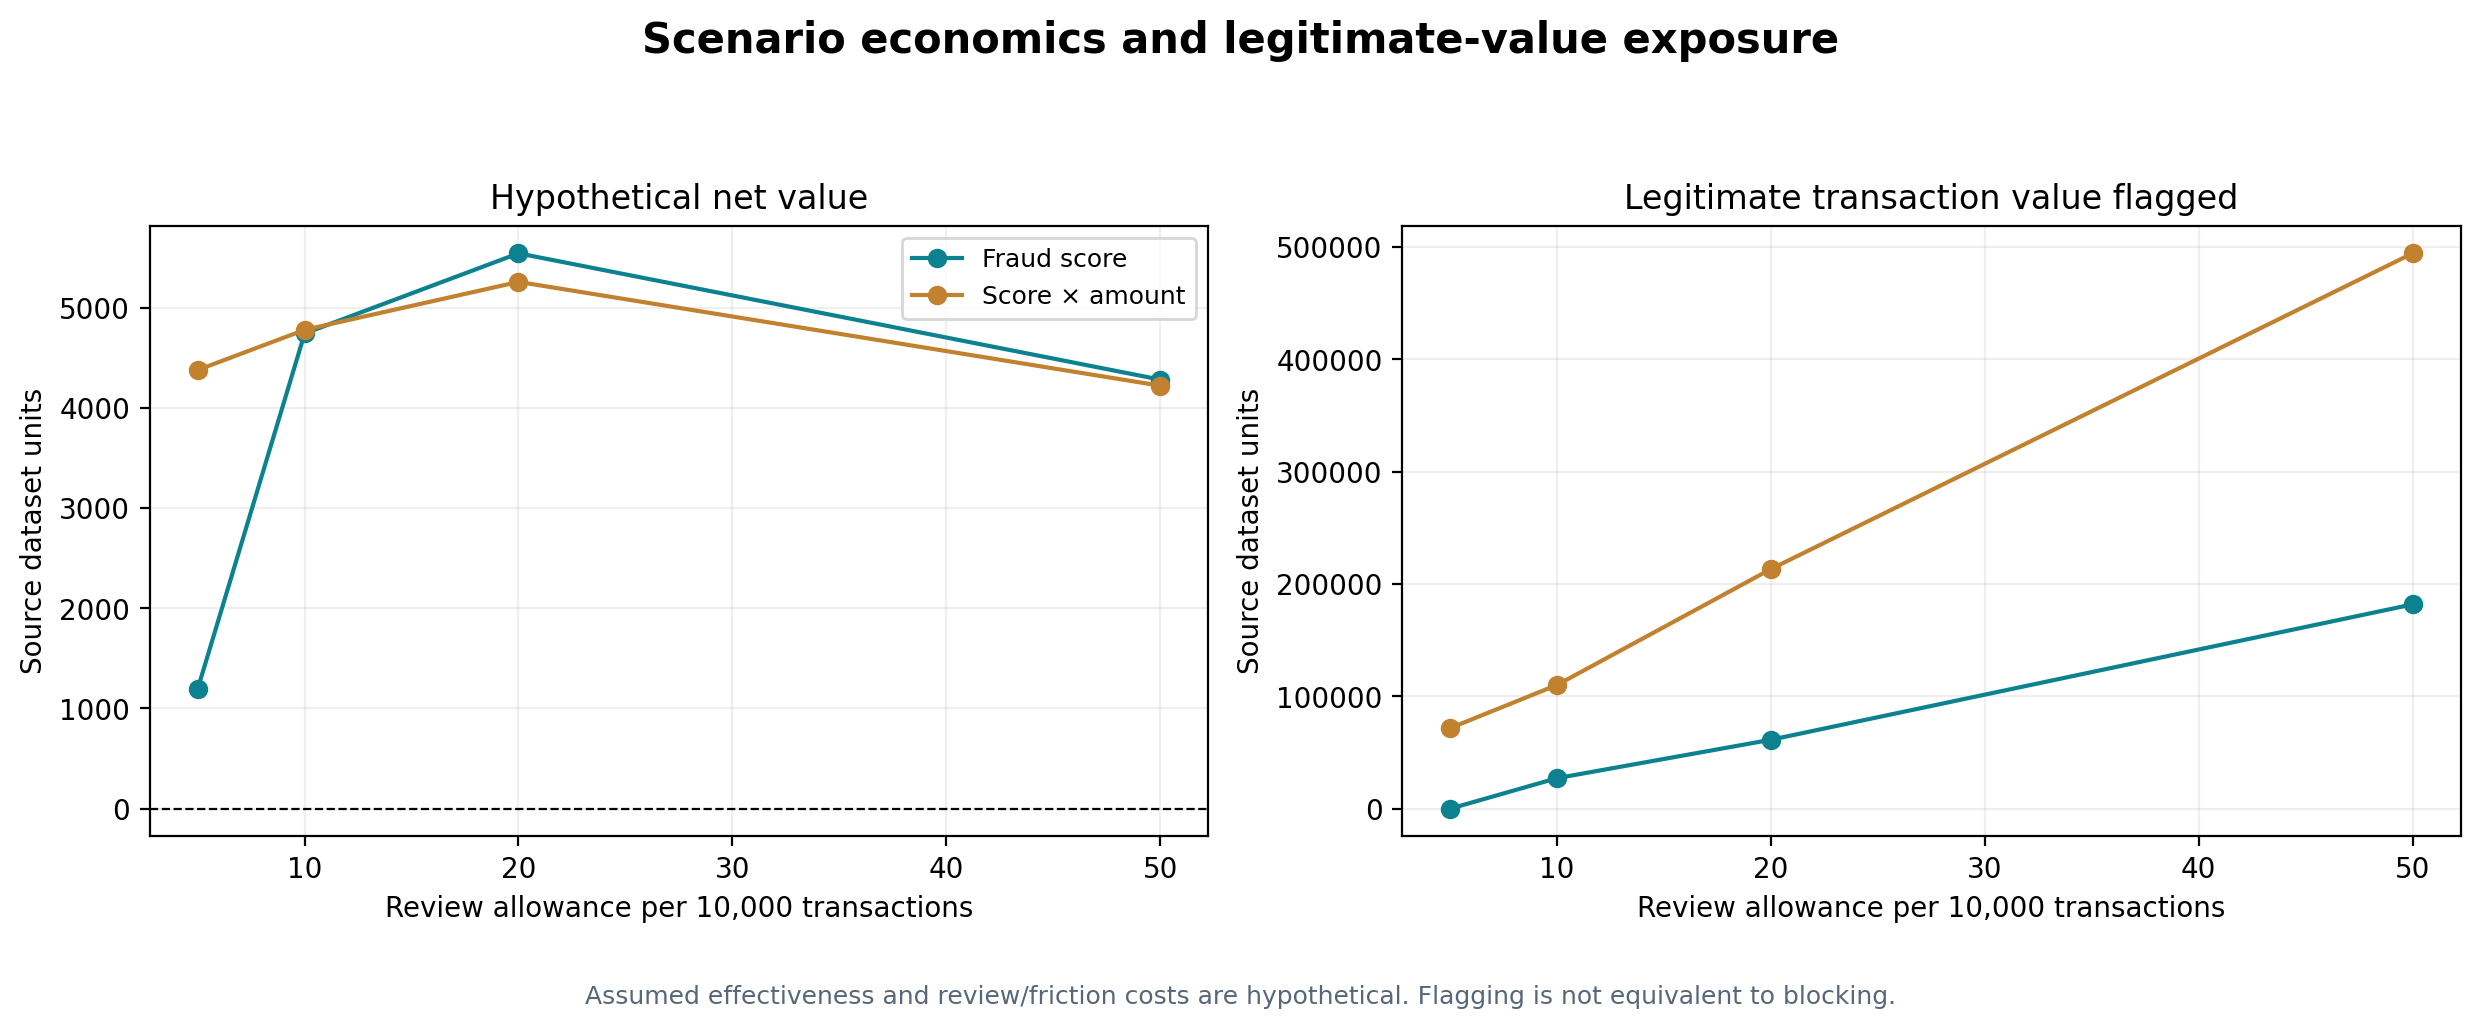 Scenario economics and legitimate-value exposure
Hypothetical net value
Fraud score
Score × amount
Source dataset units
5000
4000
3000
2000
1000
0
10 20 30 40 50
Review allowance per 10,000 transactions
Legitimate transaction value flagged
Source dataset units
500000
400000
300000
200000
100000
0
10 20 30 40 50
Review allowance per 10,000 transactions
Assumed effectiveness and review/friction costs are hypothetical. Flagging is not equivalent to blocking.